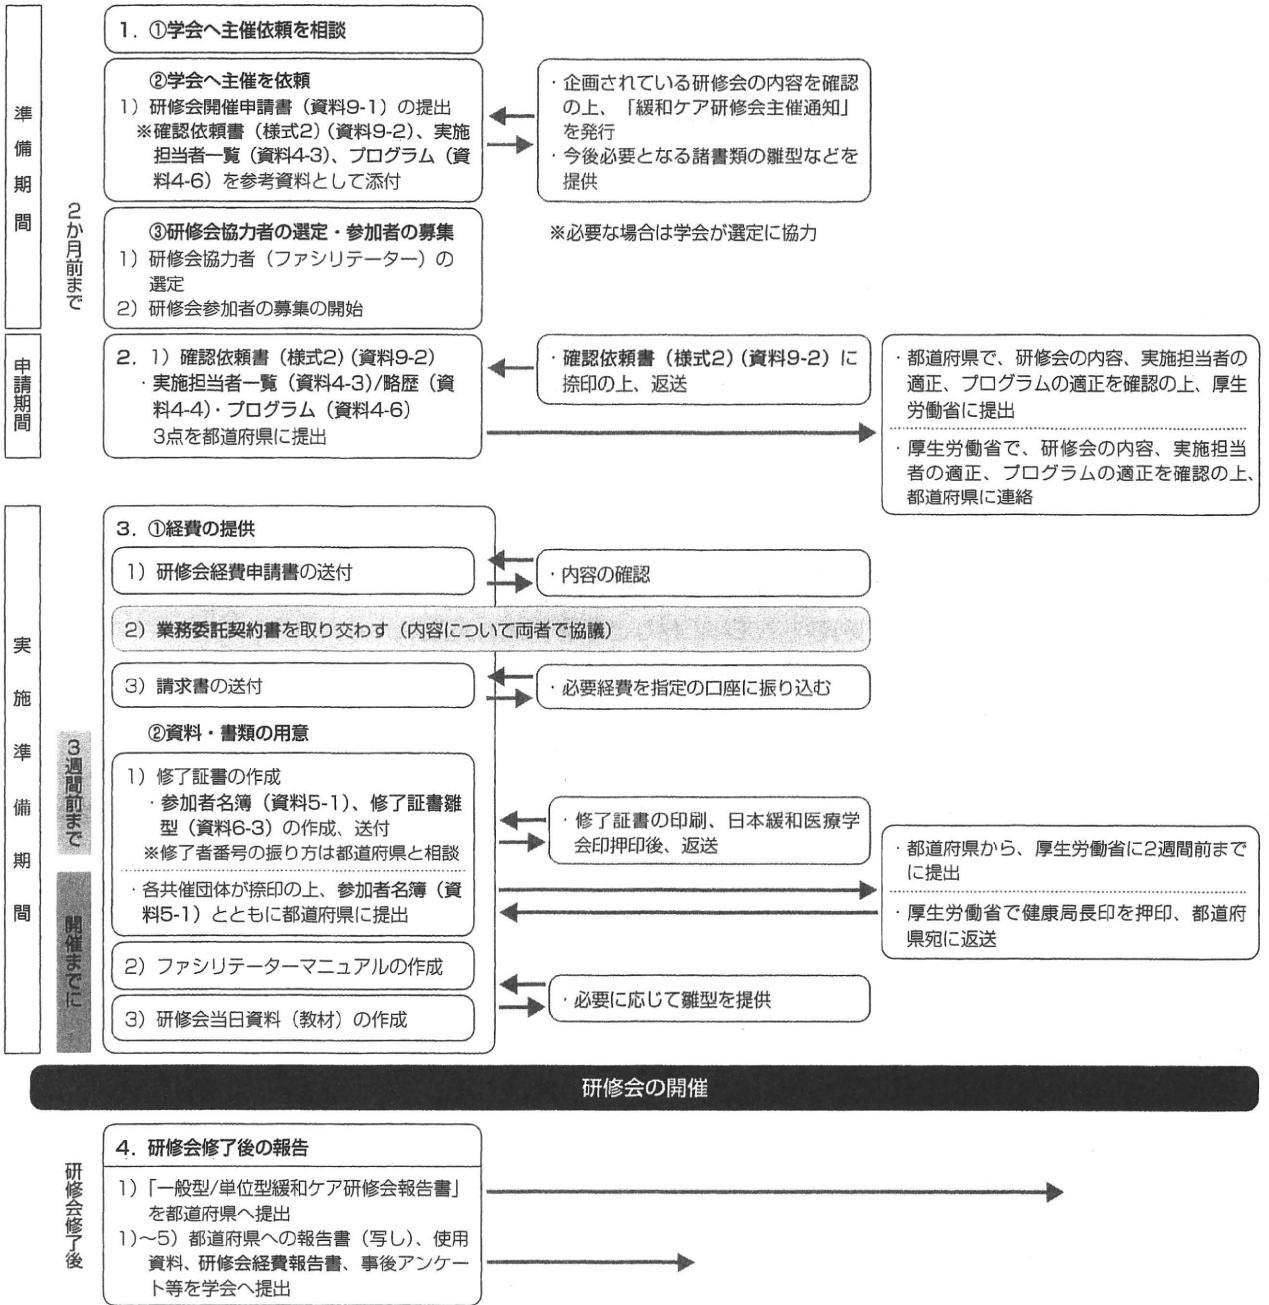 準備期間
2か月前まで
1. ①学会へ主催依頼を相談
②学会へ主催を依頼
1）研修会開催申請書（資料9-1）の提出
※確認依頼書（様式2）（資料9-2）、実施
担当者一覧（資料4-3）、プログラム（資
料4-6）を参考資料として添付
・企画されている研修会の内容を確認
の上、「緩和ケア研修会主催通知」
を発行
・今後必要となる諸書類の雛型などを
提供
③研修会協力者の選定・参加者の募集
1）研修会協力者（ファシリテーター）の
選定
2）研修会参加者の募集の開始
※必要な場合は学会が選定に協力
申請期間
2. 1）確認依頼書（様式2）（資料9-2）
・実施担当者一覧（資料4-3）/略歴（資
料4-4）・プログラム（資料4-6）
3点を都道府県に提出
・確認依頼書（様式2）（資料9-2）に
捺印の上、返送
・都道府県で、研修会の内容、実施担当者の
適正、プログラムの適正を確認の上、厚生
労働省に提出
・厚生労働省で、研修会の内容、実施担当
者の適正、プログラムの適正を確認の上、
都道府県に連絡
実施準備期間
3. ①経費の提供
1）研修会経費申請書の送付
・内容の確認
2）業務委託契約書を取り交わす（内容について両者で協議）
3）請求書の送付
・必要経費を指定の口座に振り込む
②資料・書類の用意
3週間前まで
1）修了証書の作成
・参加者名簿（資料5-1）、修了証書雛
型（資料6-3）の作成、送付
※修了者番号の振り方は都道府県と相談
・修了証書の印刷、日本緩和医療学
会印押印後、返送
開催までに
・各共催団体が捺印の上、参加者名簿（資
料5-1）とともに都道府県に提出
・都道府県から、厚生労働省に2週間前まで
に提出
・厚生労働省で健康局長印を押印、都道府
県宛に返送
2）ファシリテーターマニュアルの作成
3）研修会当日資料（教材）の作成
・必要に応じて雛型を提供
研修会の開催
研修会修了後
4. 研修会修了後の報告
1）「一般型/単位型緩和ケア研修会報告書」
を都道府県へ提出
1）～5）都道府県への報告書（写し）、使用
資料、研修会経費報告書、事後アンケー
ト等を学会へ提出